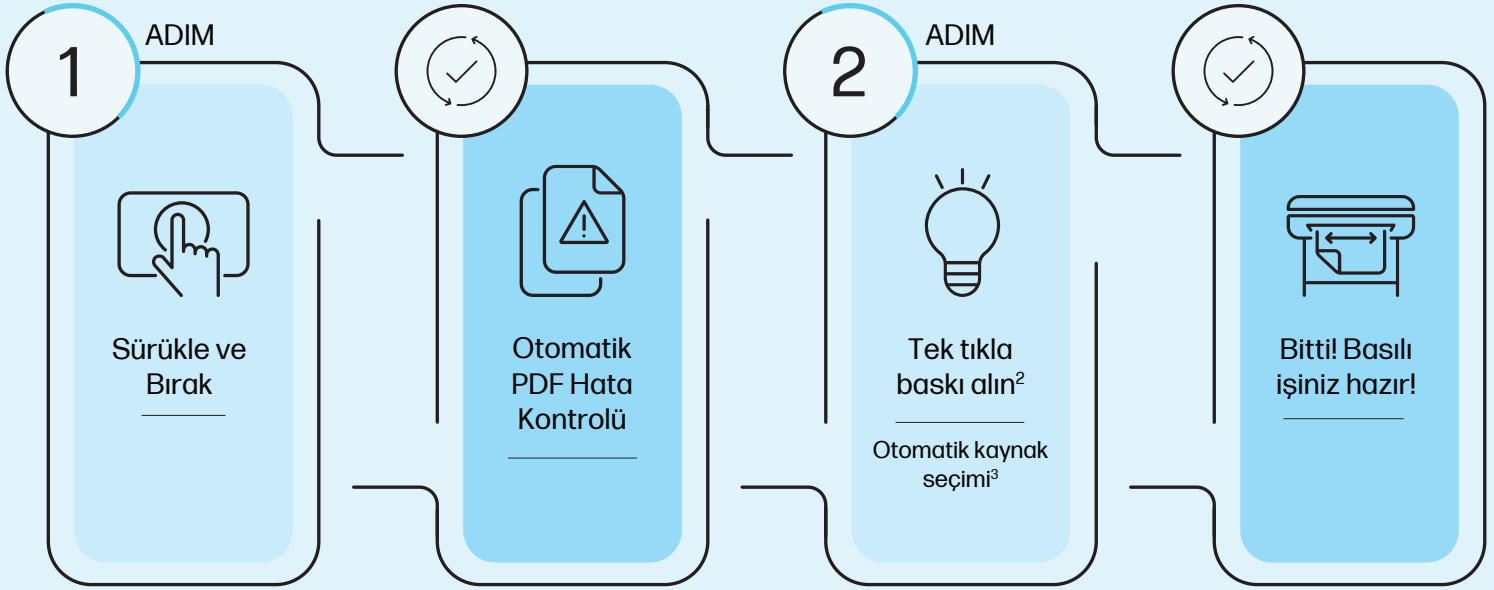 1
ADIM
Sürükle ve
Bırak
Otomatik
PDF Hata
Kontrolü
2
ADIM
Tek tıkla
baskı alın²
Otomatik kaynak
seçimi³
Bitti! Basılı
işiniz hazır!